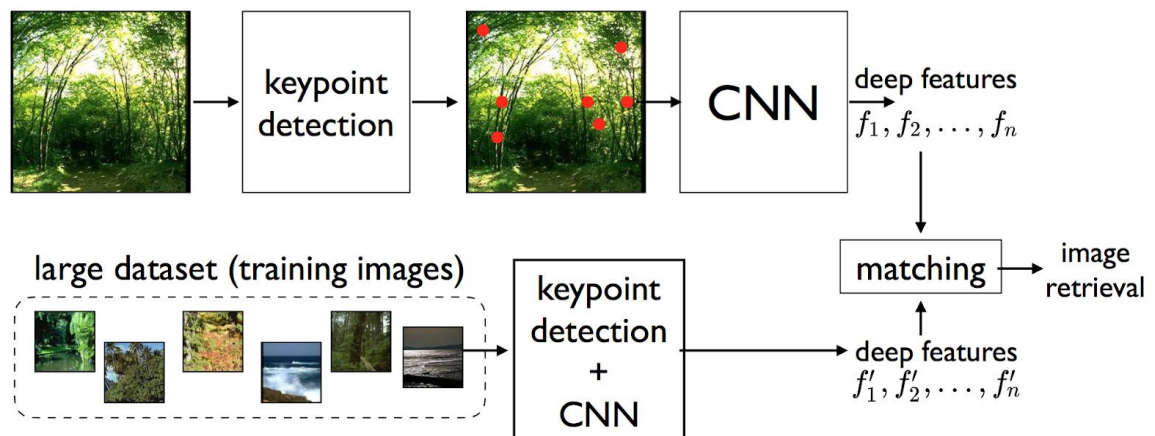 keypoint
detection
CNN
deep features
f₁, f₂, . . . , fₙ
large dataset (training images)
keypoint
detection
+
CNN
matching
image
retrieval
deep features
f′₁, f′₂, . . . , f′ₙ